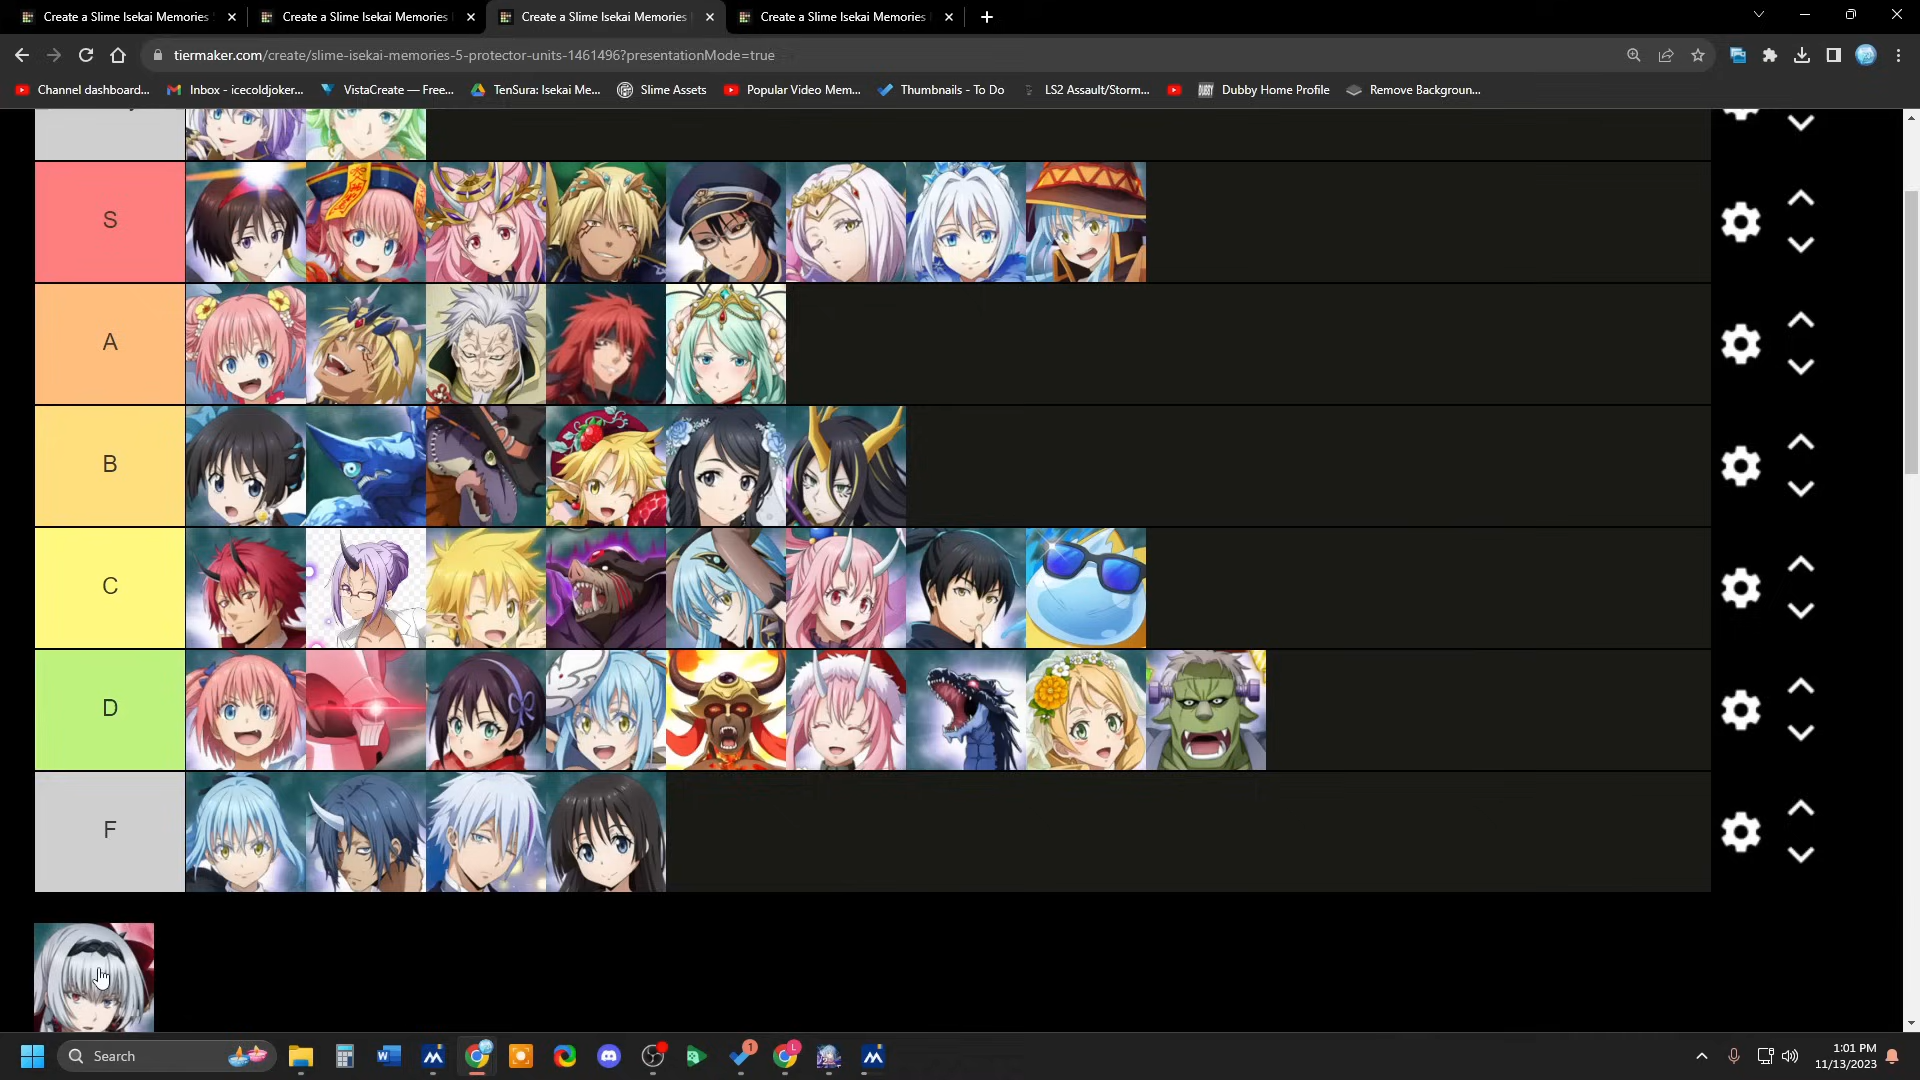 Create a Slime Isekai Memories
Create a Slime Isekai Memories
Create a Slime Isekai Memories
Create a Slime Isekai Memories
tiermaker.com/create/slime-isekai-memories-5-protector-units-1461496?presentationMode=true
Channel dashboard...
Inbox - icecoldjoker...
VistaCreate — Free...
TenSura: Isekai Me...
Slime Assets
Popular Video Mem...
Thumbnails - To Do
LS2 Assault/Storm...
DUBBY
Dubby Home Profile
Remove Backgroun...
S
A
B
C
D
F
Search
1
L
1:01 PM
11/13/2023